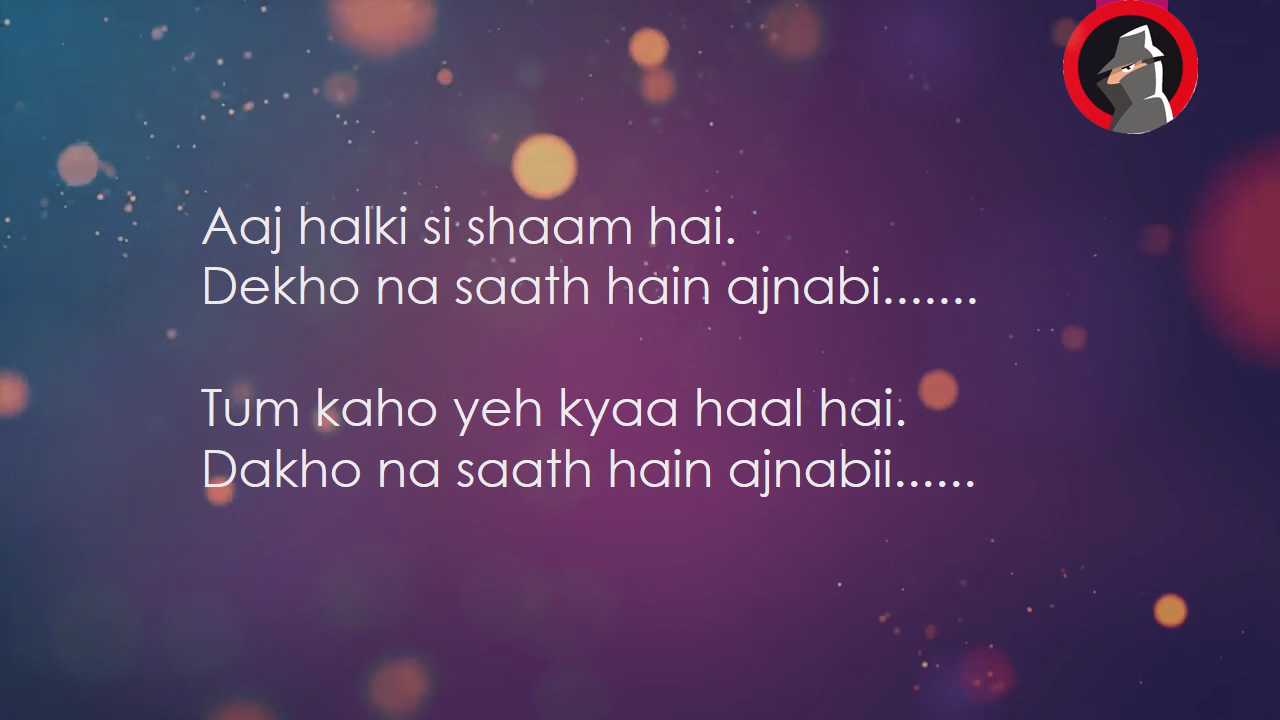 Aaj halki si shaam hai.
Dekho na saath hain ajnabi.......
Tum kaho yeh kyaa haal hai.
Dakho na saath hain ajnabii......